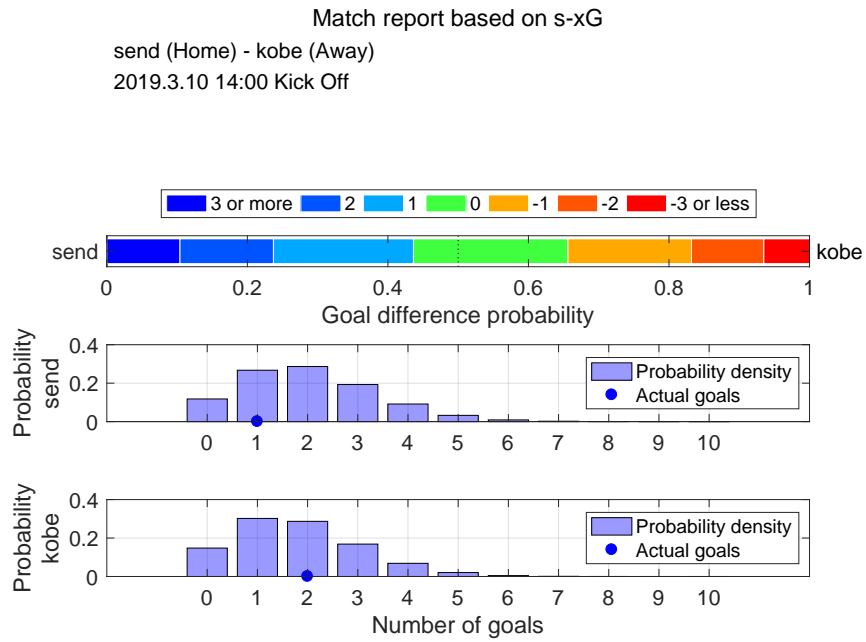 Match report based on s-xG
send (Home) - kobe (Away)
2019.3.10 14:00 Kick Off
3 or more 2 1 0 -1 -2 -3 or less
send kobe
0 0.2 0.4 0.6 0.8 1
Goal difference probability
Probability
send
0.4
0.2
0
Probability density
Actual goals
0 1 2 3 4 5 6 7 8 9 10
Probability
kobe
0.4
0.2
0
Probability density
Actual goals
0 1 2 3 4 5 6 7 8 9 10
Number of goals